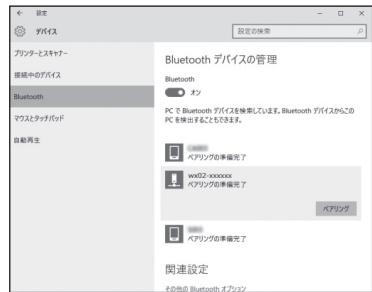 ← 設定
デバイス
設定の検索
プリンターとスキャナー
接続中のデバイス
Bluetooth
マウスとタッチパッド
自動再生
Bluetooth デバイスの管理
Bluetooth
オン
PC で Bluetooth デバイスを検索しています。Bluetooth デバイスからこの
PC を検出することもできます。
ペアリングの準備完了
wx02-xxxxxx
ペアリングの準備完了
ペアリング
ペアリングの準備完了
関連設定
その他の Bluetooth オプション